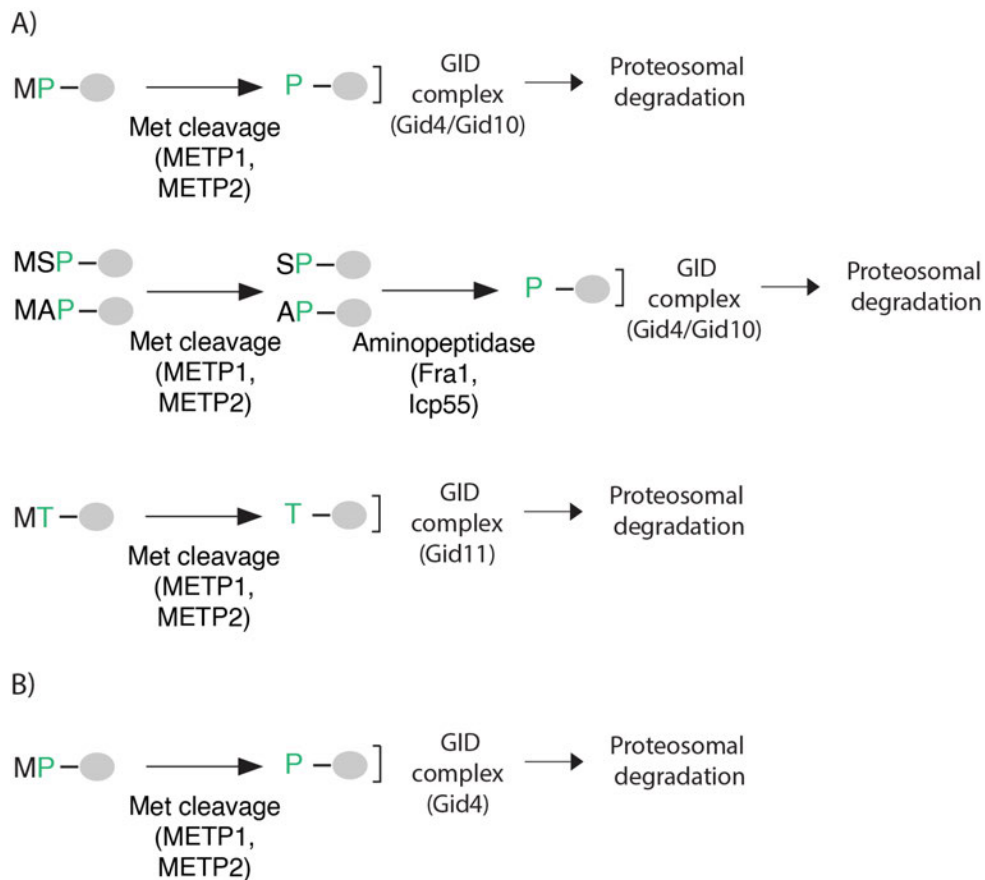 A)
MP
Met cleavage
(METP1,
METP2)
P
GID
complex
(Gid4/Gid10)
Proteosomal
degradation
MSP
MAP
Met cleavage
(METP1,
METP2)
SP
AP
Aminopeptidase
(Fra1,
Icp55)
P
GID
complex
(Gid4/Gid10)
Proteosomal
degradation
MT
Met cleavage
(METP1,
METP2)
T
GID
complex
(Gid11)
Proteosomal
degradation
B)
MP
Met cleavage
(METP1,
METP2)
P
GID
complex
(Gid4)
Proteosomal
degradation